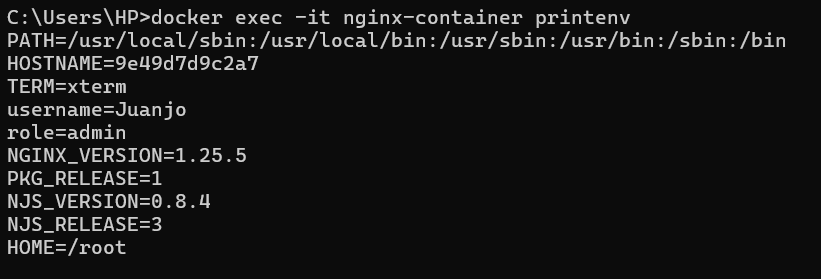 C:\Users\HP>docker exec -it nginx-container printenv
PATH=/usr/local/sbin:/usr/local/bin:/usr/sbin:/usr/bin:/sbin:/bin
HOSTNAME=9e49d7d9c2a7
TERM=xterm
username=Juanjo
role=admin
NGINX_VERSION=1.25.5
PKG_RELEASE=1
NJS_VERSION=0.8.4
NJS_RELEASE=3
HOME=/root